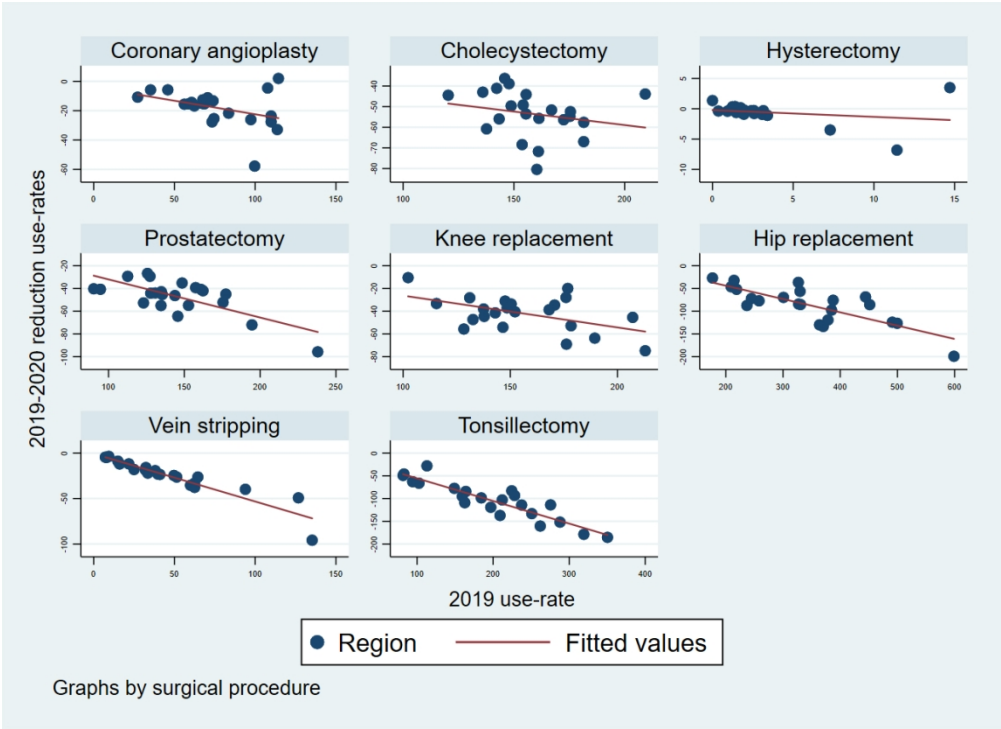 Coronary angioplasty
0
-20
-40
-60
0 50 100 150
Cholecystectomy
-40
-50
-60
-70
-80
100 150 200
Hysterectomy
5
0
-5
-10
0 5 10 15
Prostatectomy
-20
-40
-60
-80
-100
100 150 200 250
Knee replacement
0
-20
-40
-60
-80
100 150 200
Hip replacement
0
-50
-100
-150
-200
200 300 400 500 600
Vein stripping
0
-50
-100
0 50 100 150
Tonsillectomy
0
-50
-100
-150
-200
100 200 300 400
2019-2020 reduction use-rates
2019 use-rate
Region Fitted values
Graphs by surgical procedure